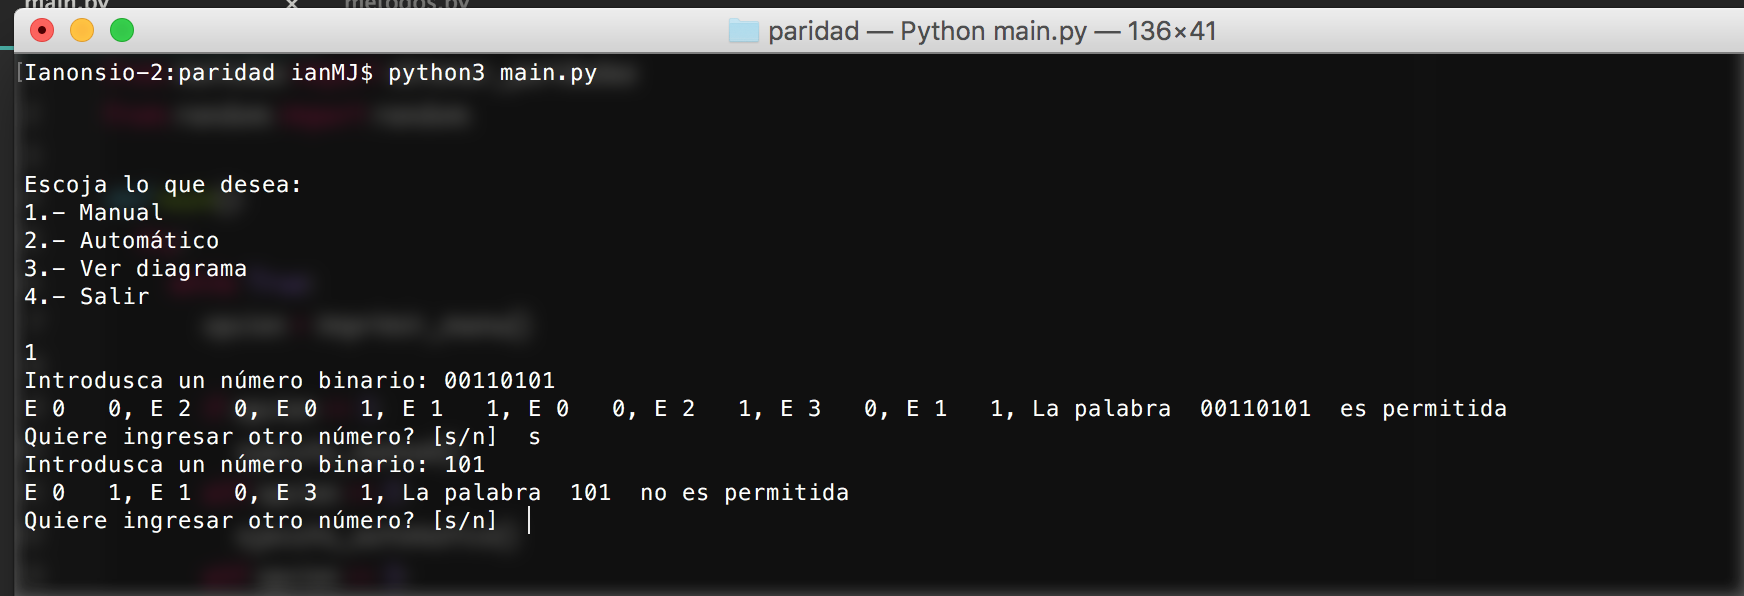 main.py × metodos.py
paridad — Python main.py — 136×41
[Ianonsio-2:paridad ianMJ$ python3 main.py
Escoja lo que desea:
1.- Manual
2.- Automático
3.- Ver diagrama
4.- Salir
1
Introdusca un número binario: 00110101
E 0   0, E 2   0, E 0   1, E 1   1, E 0   0, E 2   1, E 3   0, E 1   1, La palabra  00110101  es permitida
Quiere ingresar otro número? [s/n]  s
Introdusca un número binario: 101
E 0   1, E 1   0, E 3   1, La palabra  101  no es permitida
Quiere ingresar otro número? [s/n]